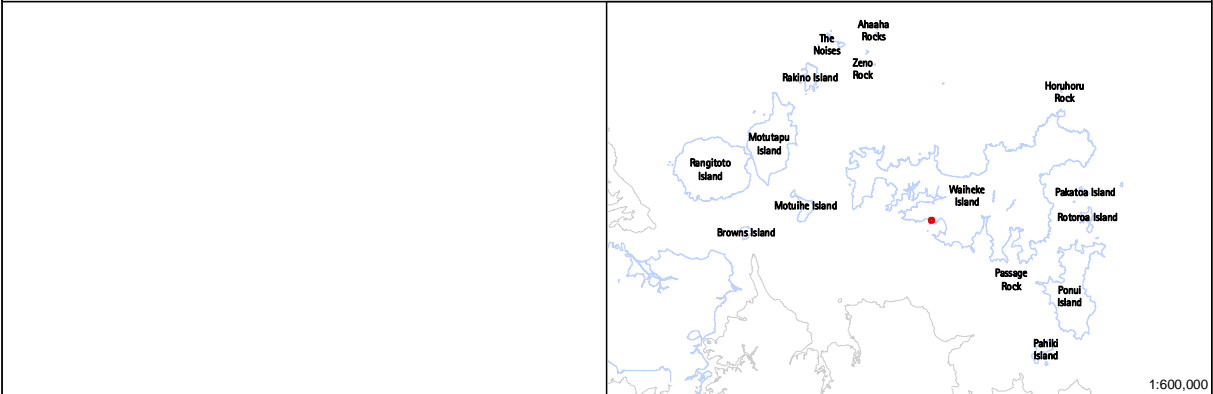 Ahaaha
Rocks
The
Noises
Zeno
Rock
Rakino Island
Horuhoru
Rock
Motutapu
Island
Rangitoto
Island
Waiheke
Island
Pakatoa Island
Motuihe Island
Rotoroa Island
Browns Island
Passage
Rock
Ponui
Island
Pahiki
Island
1:600,000